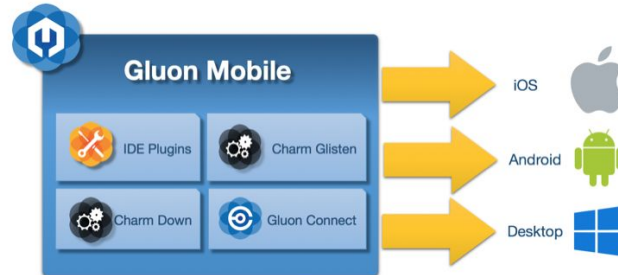 Gluon Mobile
IDE Plugins
Charm Glisten
Charm Down
Gluon Connect
iOS
Android
Desktop